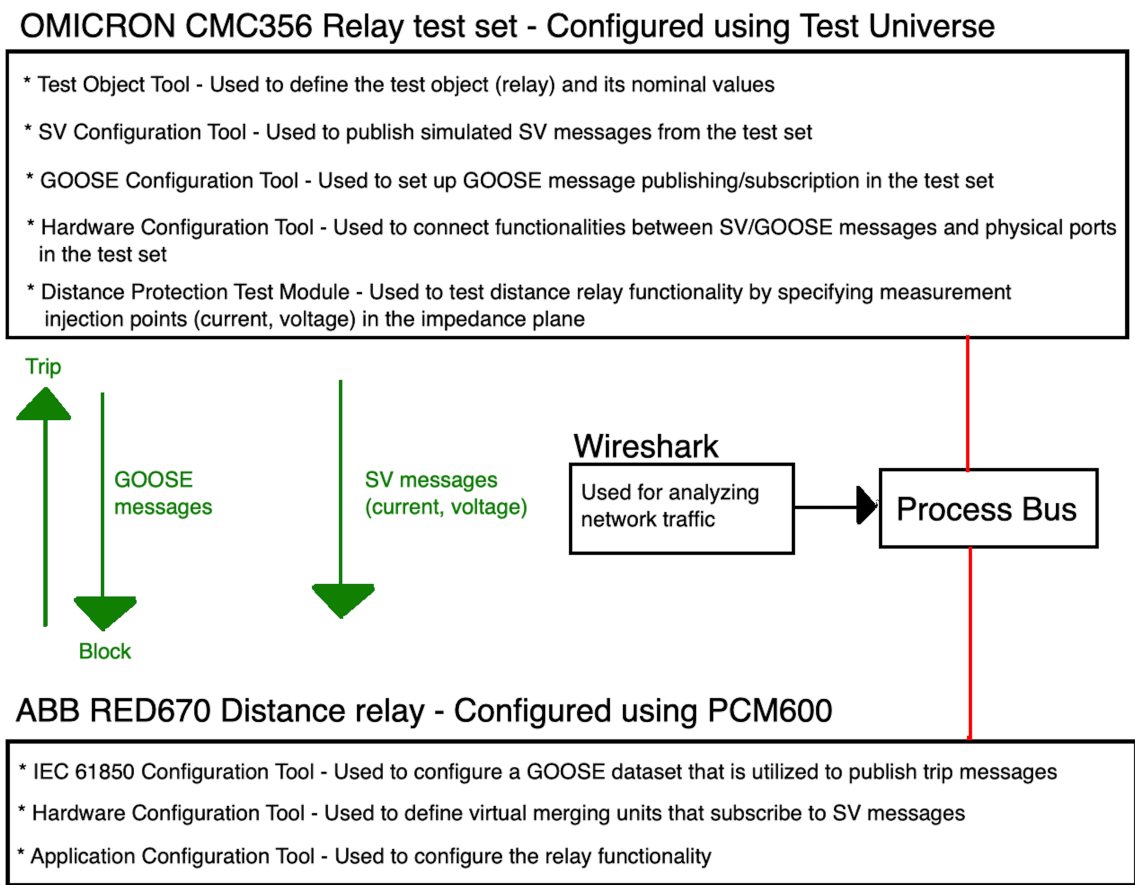 OMICRON CMC356 Relay test set - Configured using Test Universe
* Test Object Tool - Used to define the test object (relay) and its nominal values
* SV Configuration Tool - Used to publish simulated SV messages from the test set
* GOOSE Configuration Tool - Used to set up GOOSE message publishing/subscription in the test set
* Hardware Configuration Tool - Used to connect functionalities between SV/GOOSE messages and physical ports
in the test set
* Distance Protection Test Module - Used to test distance relay functionality by specifying measurement
injection points (current, voltage) in the impedance plane
Trip
GOOSE
messages
Block
SV messages
(current, voltage)
Wireshark
Used for analyzing
network traffic
Process Bus
ABB RED670 Distance relay - Configured using PCM600
* IEC 61850 Configuration Tool - Used to configure a GOOSE dataset that is utilized to publish trip messages
* Hardware Configuration Tool - Used to define virtual merging units that subscribe to SV messages
* Application Configuration Tool - Used to configure the relay functionality